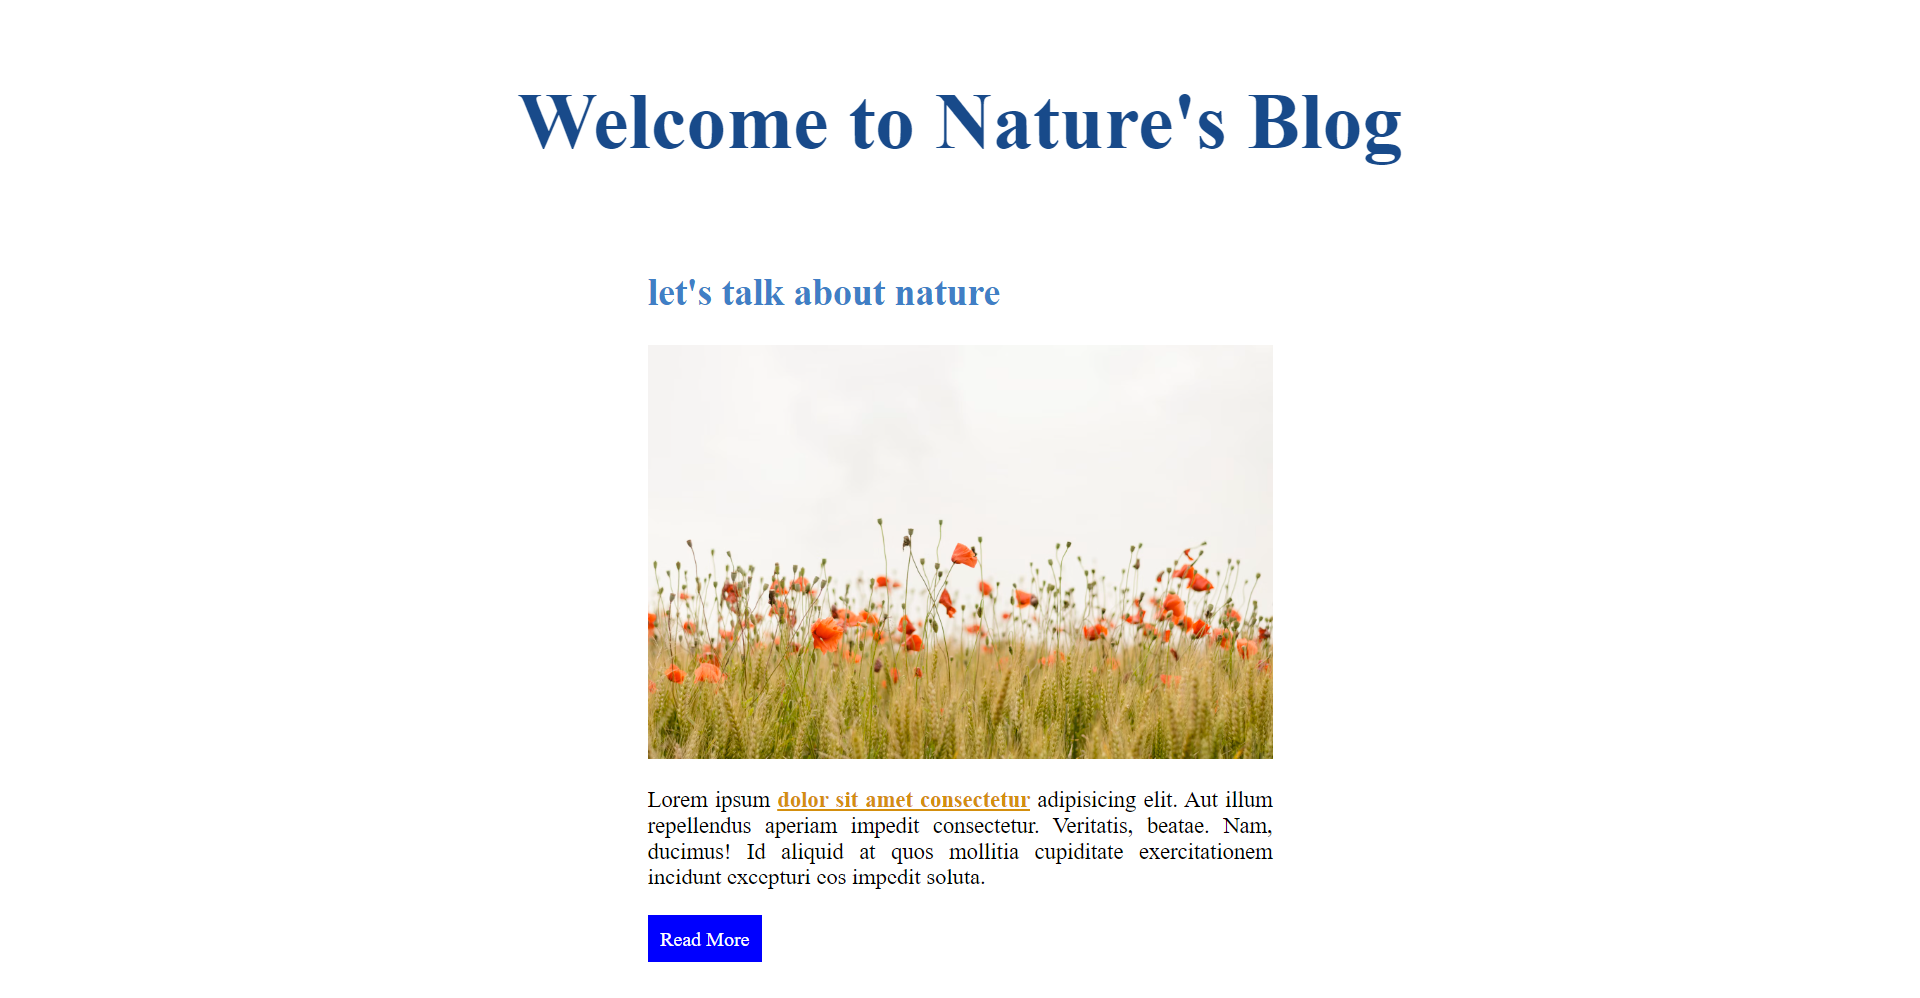 Welcome to Nature's Blog
let's talk about nature
Lorem ipsum dolor sit amet consectetur adipisicing elit. Aut illum
repellendus aperiam impedit consectetur. Veritatis, beatae. Nam,
ducimus! Id aliquid at quos mollitia cupiditate exercitationem
incidunt excepturi eos impedit soluta.
Read More